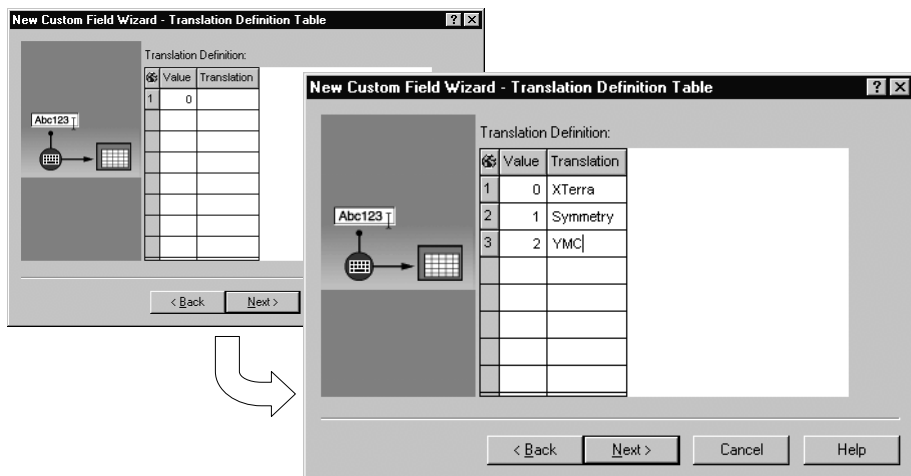 New Custom Field Wizard - Translation Definition Table
Translation Definition:
Value Translation
1 0
Abc123
< Back Next >
New Custom Field Wizard - Translation Definition Table
Translation Definition:
Value Translation
1 0 XTerra
2 1 Symmetry
3 2 YMC
Abc123
< Back Next > Cancel Help